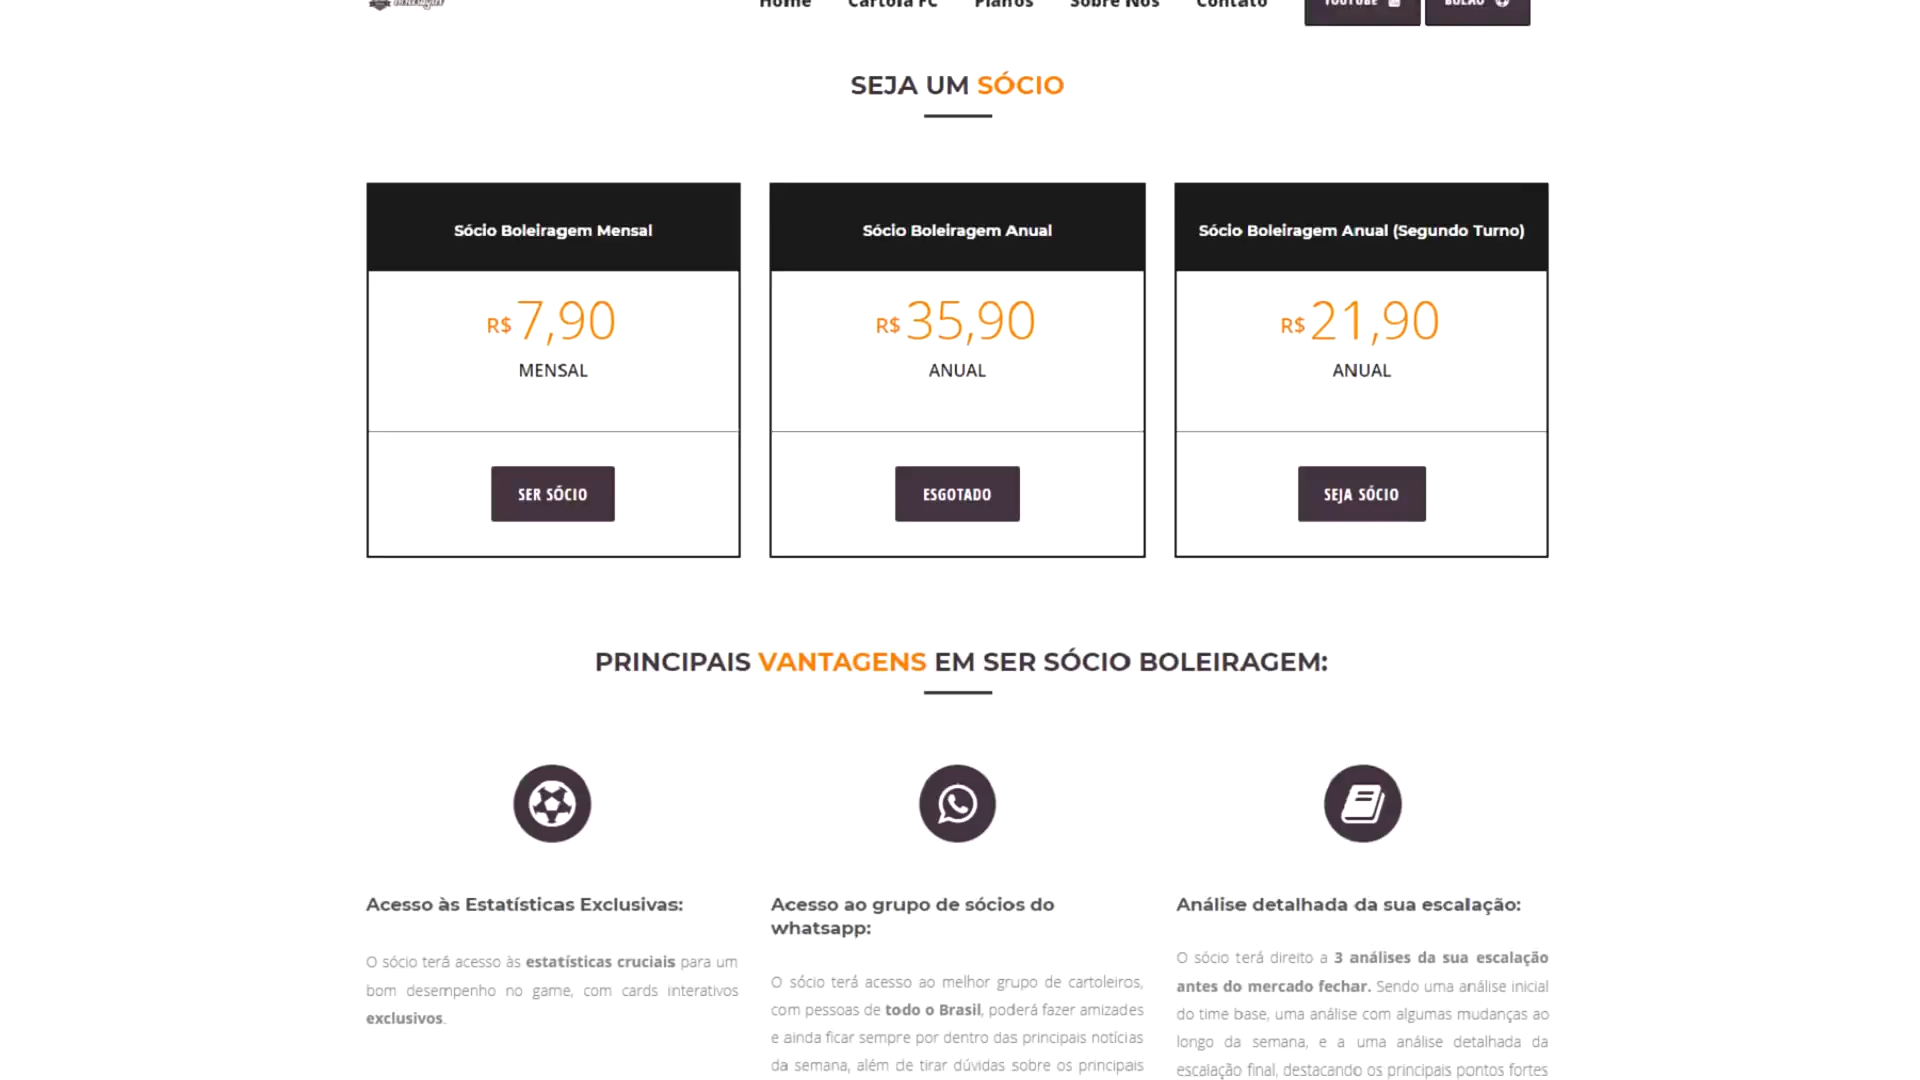 Home Cartola FC Planos Sobre Nós Contato YOUTUBE BOLÃO
SEJA UM SÓCIO
Sócio Boleiragem Mensal
R$ 7,90
MENSAL
SER SÓCIO
Sócio Boleiragem Anual
R$ 35,90
ANUAL
ESGOTADO
Sócio Boleiragem Anual (Segundo Turno)
R$ 21,90
ANUAL
SEJA SÓCIO
PRINCIPAIS VANTAGENS EM SER SÓCIO BOLEIRAGEM:
Acesso às Estatísticas Exclusivas:
O sócio terá acesso às estatísticas cruciais para um
bom desempenho no game, com cards interativos
exclusivos.
Acesso ao grupo de sócios do
whatsapp:
O sócio terá acesso ao melhor grupo de cartoleiros,
com pessoas de todo o Brasil, poderá fazer amizades
e ainda ficar sempre por dentro das principais notícias
da semana, além de tirar dúvidas sobre os principais
Análise detalhada da sua escalação:
O sócio terá direito a 3 análises da sua escalação
antes do mercado fechar. Sendo uma análise inicial
do time base, uma análise com algumas mudanças ao
longo da semana, e a uma análise detalhada da
escalação final, destacando os principais pontos fortes